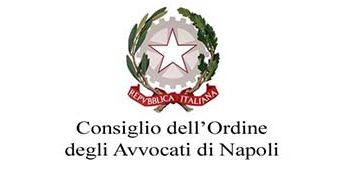 REPVBBLICA ITALIANA
Consiglio dell'Ordine
degli Avvocati di Napoli